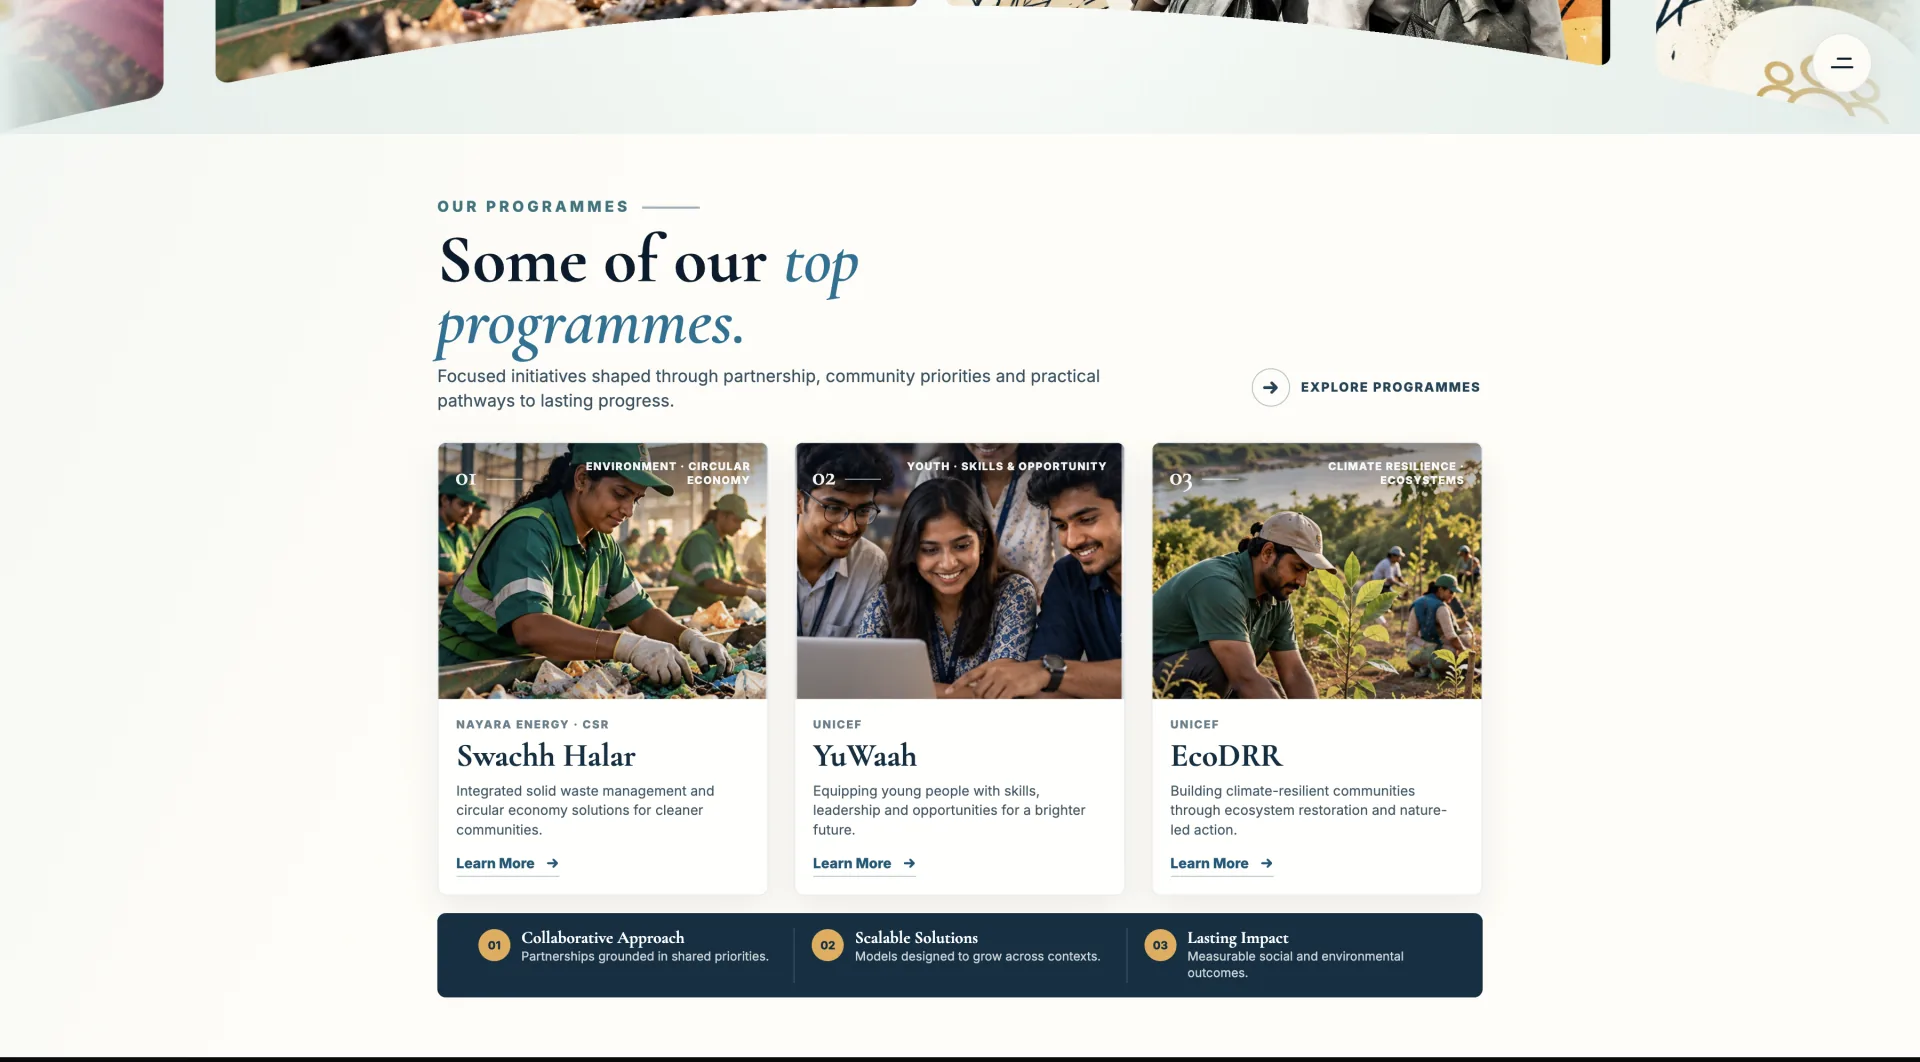 OUR PROGRAMMES
Some of our top
programmes.
Focused initiatives shaped through partnership, community priorities and practical
pathways to lasting progress.
EXPLORE PROGRAMMES
01
ENVIRONMENT · CIRCULAR
ECONOMY
NAYARA ENERGY · CSR
Swachh Halar
Integrated solid waste management and
circular economy solutions for cleaner
communities.
Learn More
02
YOUTH · SKILLS & OPPORTUNITY
UNICEF
YuWaah
Equipping young people with skills,
leadership and opportunities for a brighter
future.
Learn More
03
CLIMATE RESILIENCE ·
ECOSYSTEMS
UNICEF
EcoDRR
Building climate-resilient communities
through ecosystem restoration and nature-
led action.
Learn More
01
Collaborative Approach
Partnerships grounded in shared priorities.
02
Scalable Solutions
Models designed to grow across contexts.
03
Lasting Impact
Measurable social and environmental
outcomes.